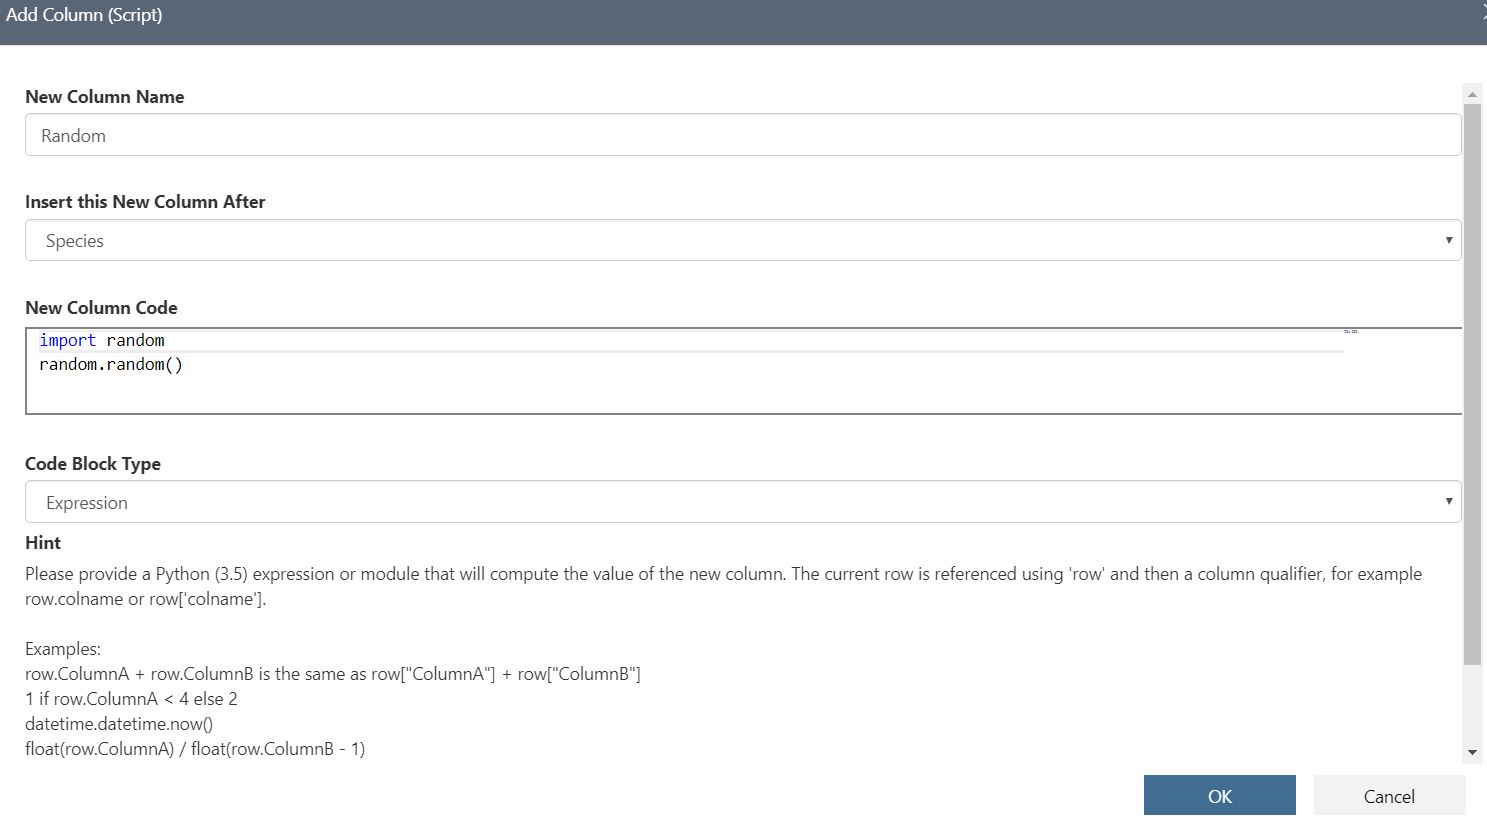 Add Column (Script)
New Column Name
Random
Insert this New Column After
Species
New Column Code
import random
random.random()
Code Block Type
Expression
Hint
Please provide a Python (3.5) expression or module that will compute the value of the new column. The current row is referenced using 'row' and then a column qualifier, for example
row.colname or row['colname'].
Examples:
row.ColumnA + row.ColumnB is the same as row["ColumnA"] + row["ColumnB"]
1 if row.ColumnA < 4 else 2
datetime.datetime.now()
float(row.ColumnA) / float(row.ColumnB - 1)
OK Cancel